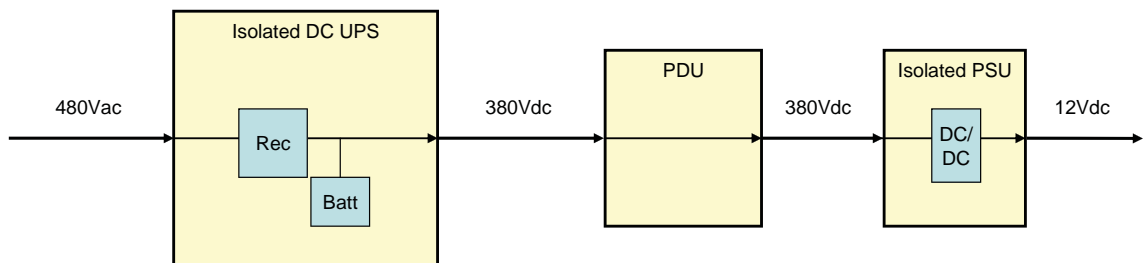 Isolated DC UPS
PDU
Isolated PSU
480Vac
380Vdc
380Vdc
12Vdc
Rec
Batt
DC/
DC